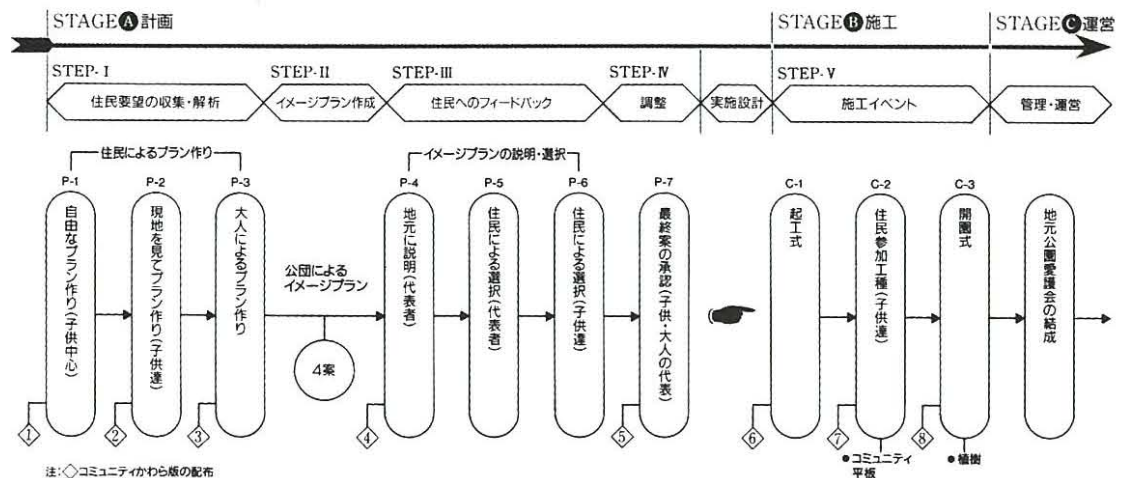 STAGE A 計画
STAGE B 施工
STAGE C 運営
STEP-Ⅰ
STEP-Ⅱ
STEP-Ⅲ
STEP-Ⅳ
STEP-Ⅴ
住民要望の収集・解析
イメージプラン作成
住民へのフィードバック
調整
実施設計
施工イベント
管理・運営
住民によるプラン作り
イメージプランの説明・選択
P-1
自由なプラン作り(子供中心)
P-2
現地を見てプラン作り(子供達)
P-3
大人によるプラン作り
公団による
イメージプラン
4案
P-4
地元に説明(代表者)
P-5
住民による選択(代表者)
P-6
住民による選択(子供達)
P-7
最終案の承認(子供・大人の代表)
C-1
起工式
C-2
住民参加工種(子供達)
C-3
開園式
地元公園愛護会の結成
1
2
3
4
5
6
7
8
●コミュニティ
平板
●植樹
注:◇コミュニティかわら版の配布